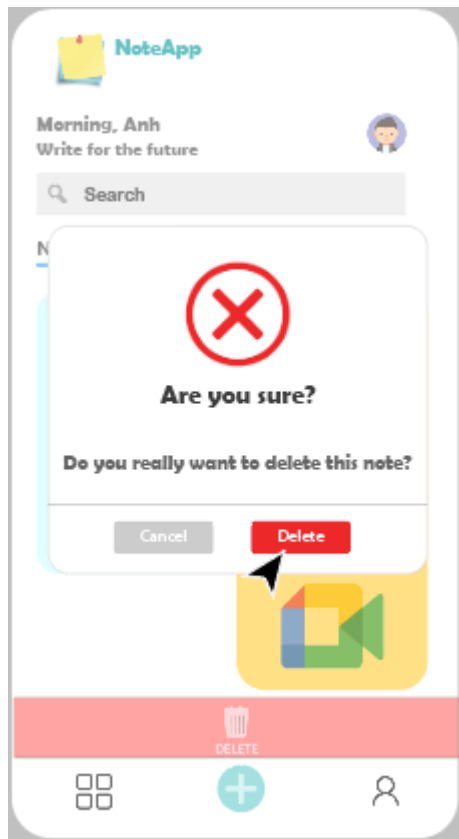 NoteApp
Morning, Anh
Write for the future
Search
N
Are you sure?
Do you really want to delete this note?
Cancel
Delete
DELETE